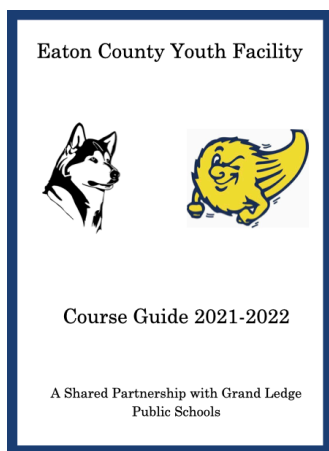 Eaton County Youth Facility
Course Guide 2021-2022
A Shared Partnership with Grand Ledge
Public Schools